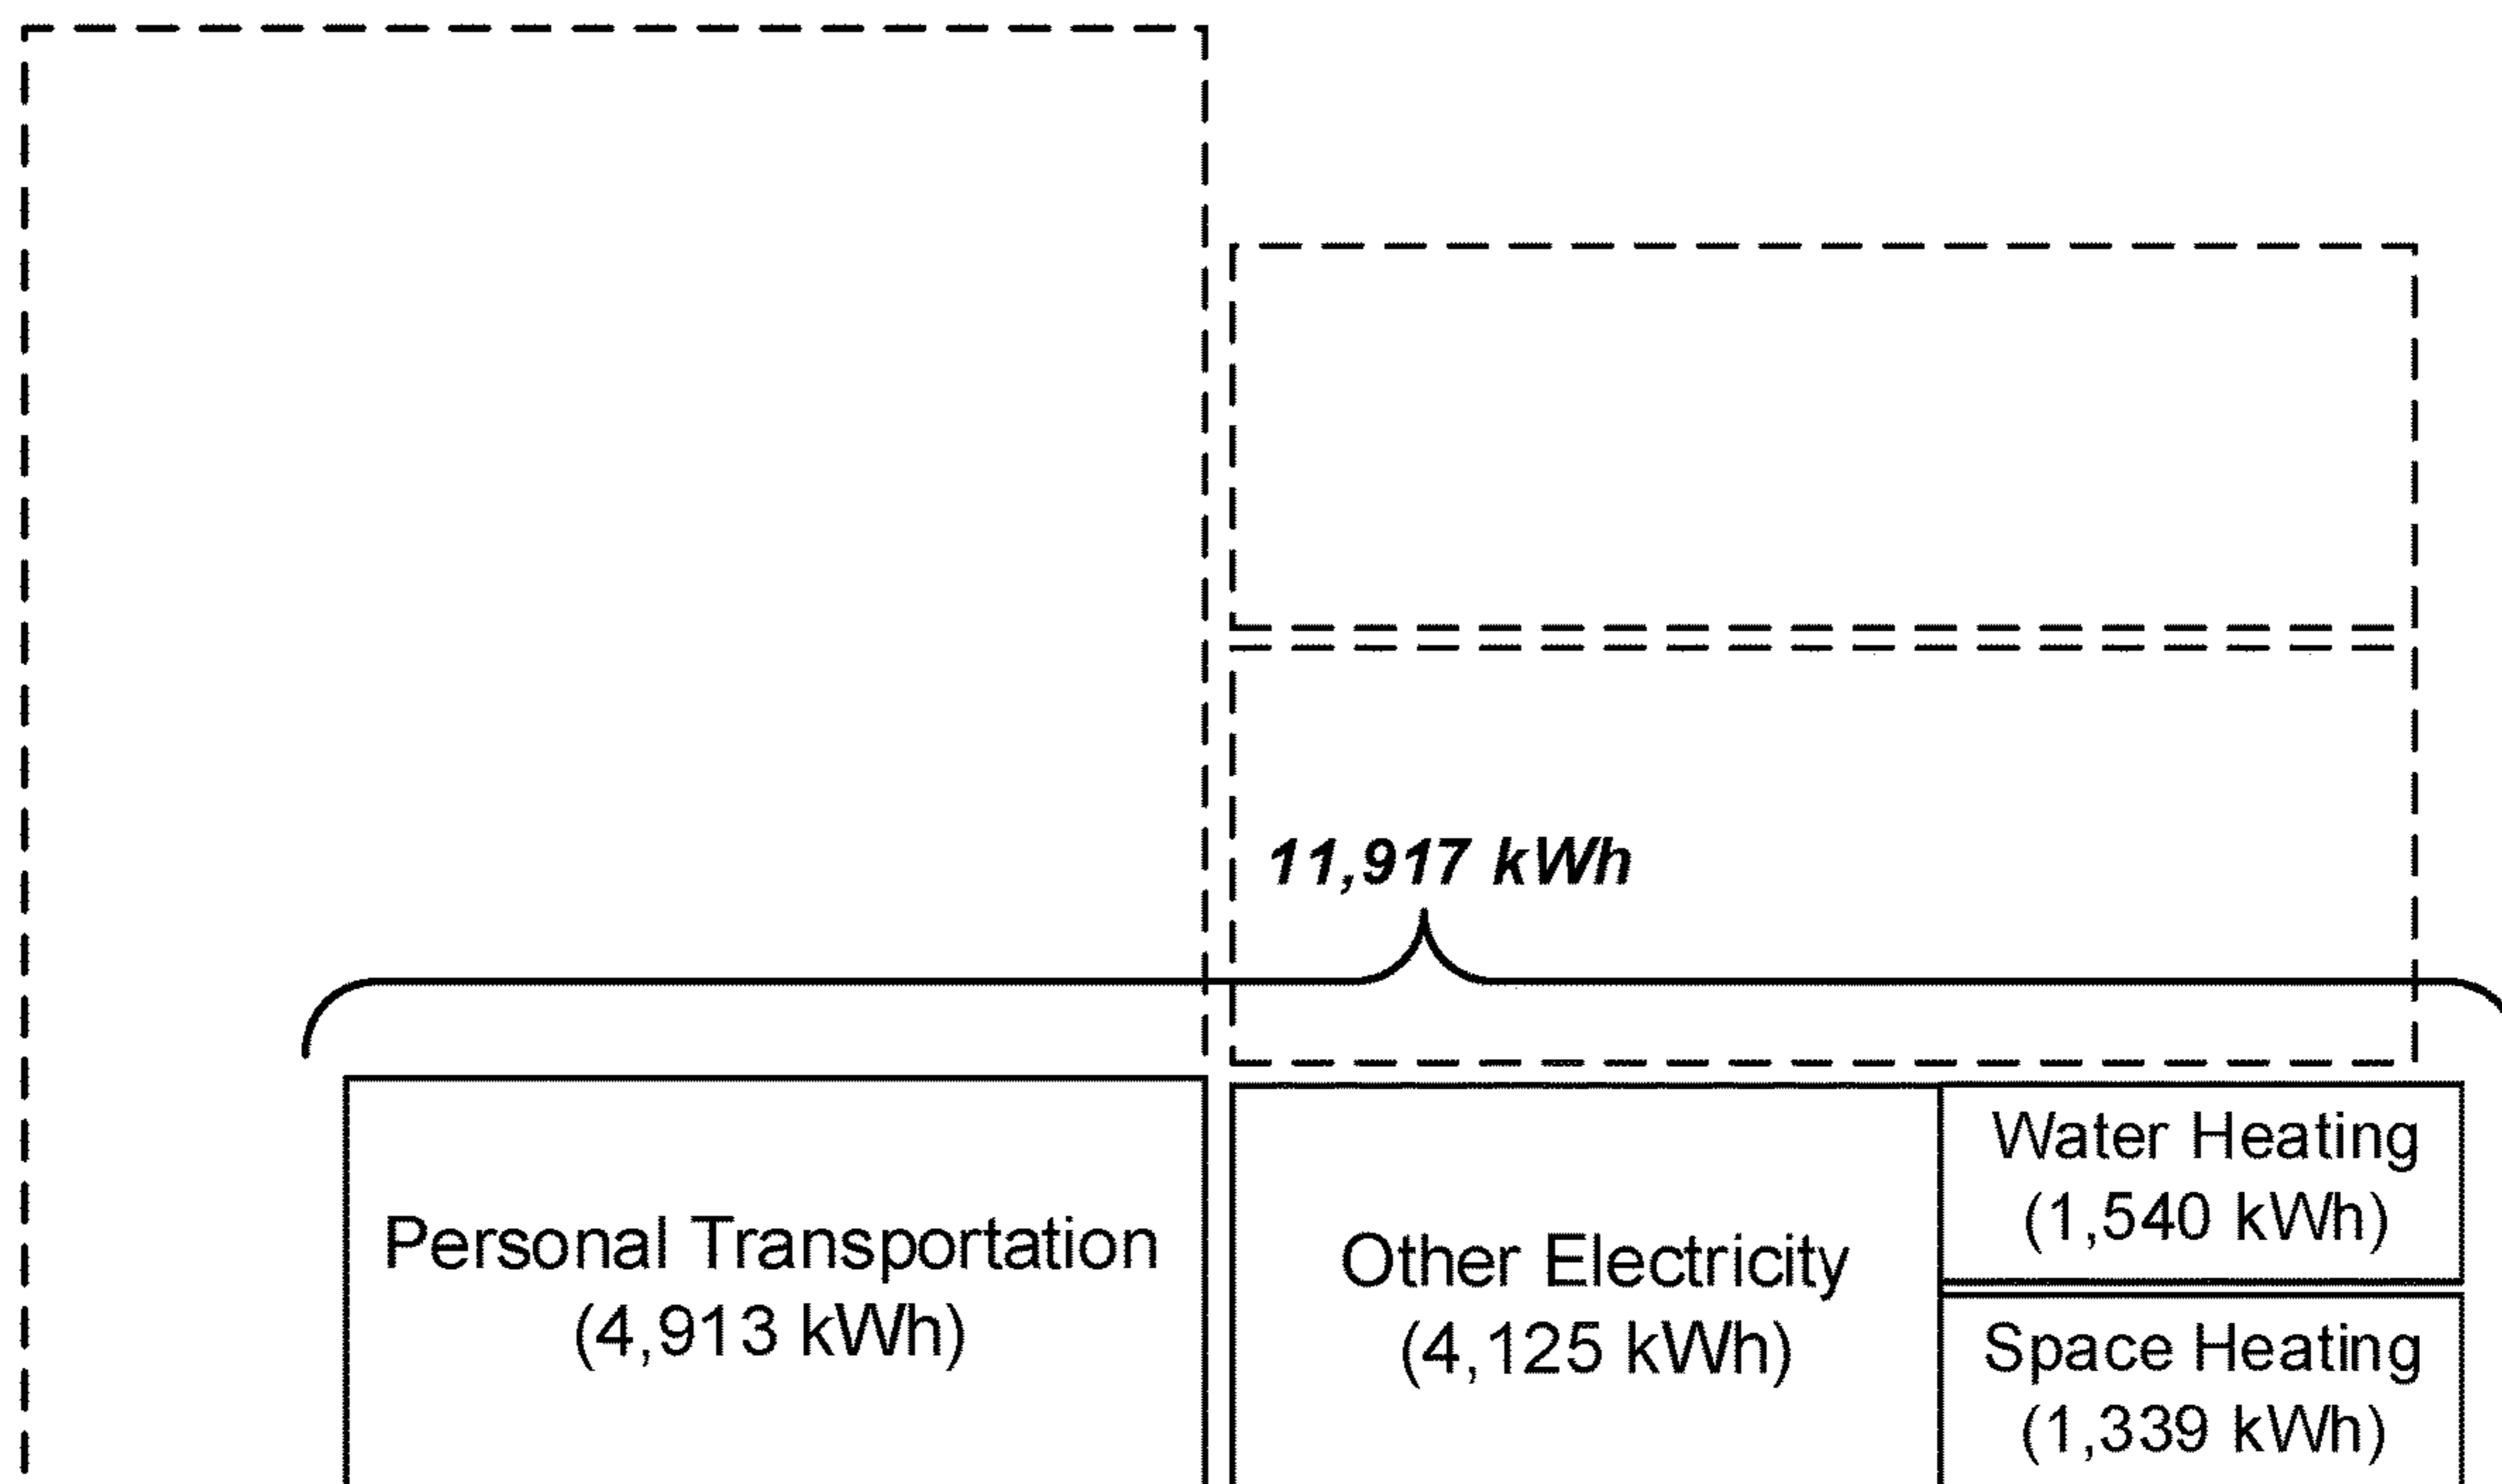 11,917 kWh
Personal Transportation
(4,913 kWh)
Other Electricity
(4,125 kWh)
Water Heating
(1,540 kWh)
Space Heating
(1,339 kWh)